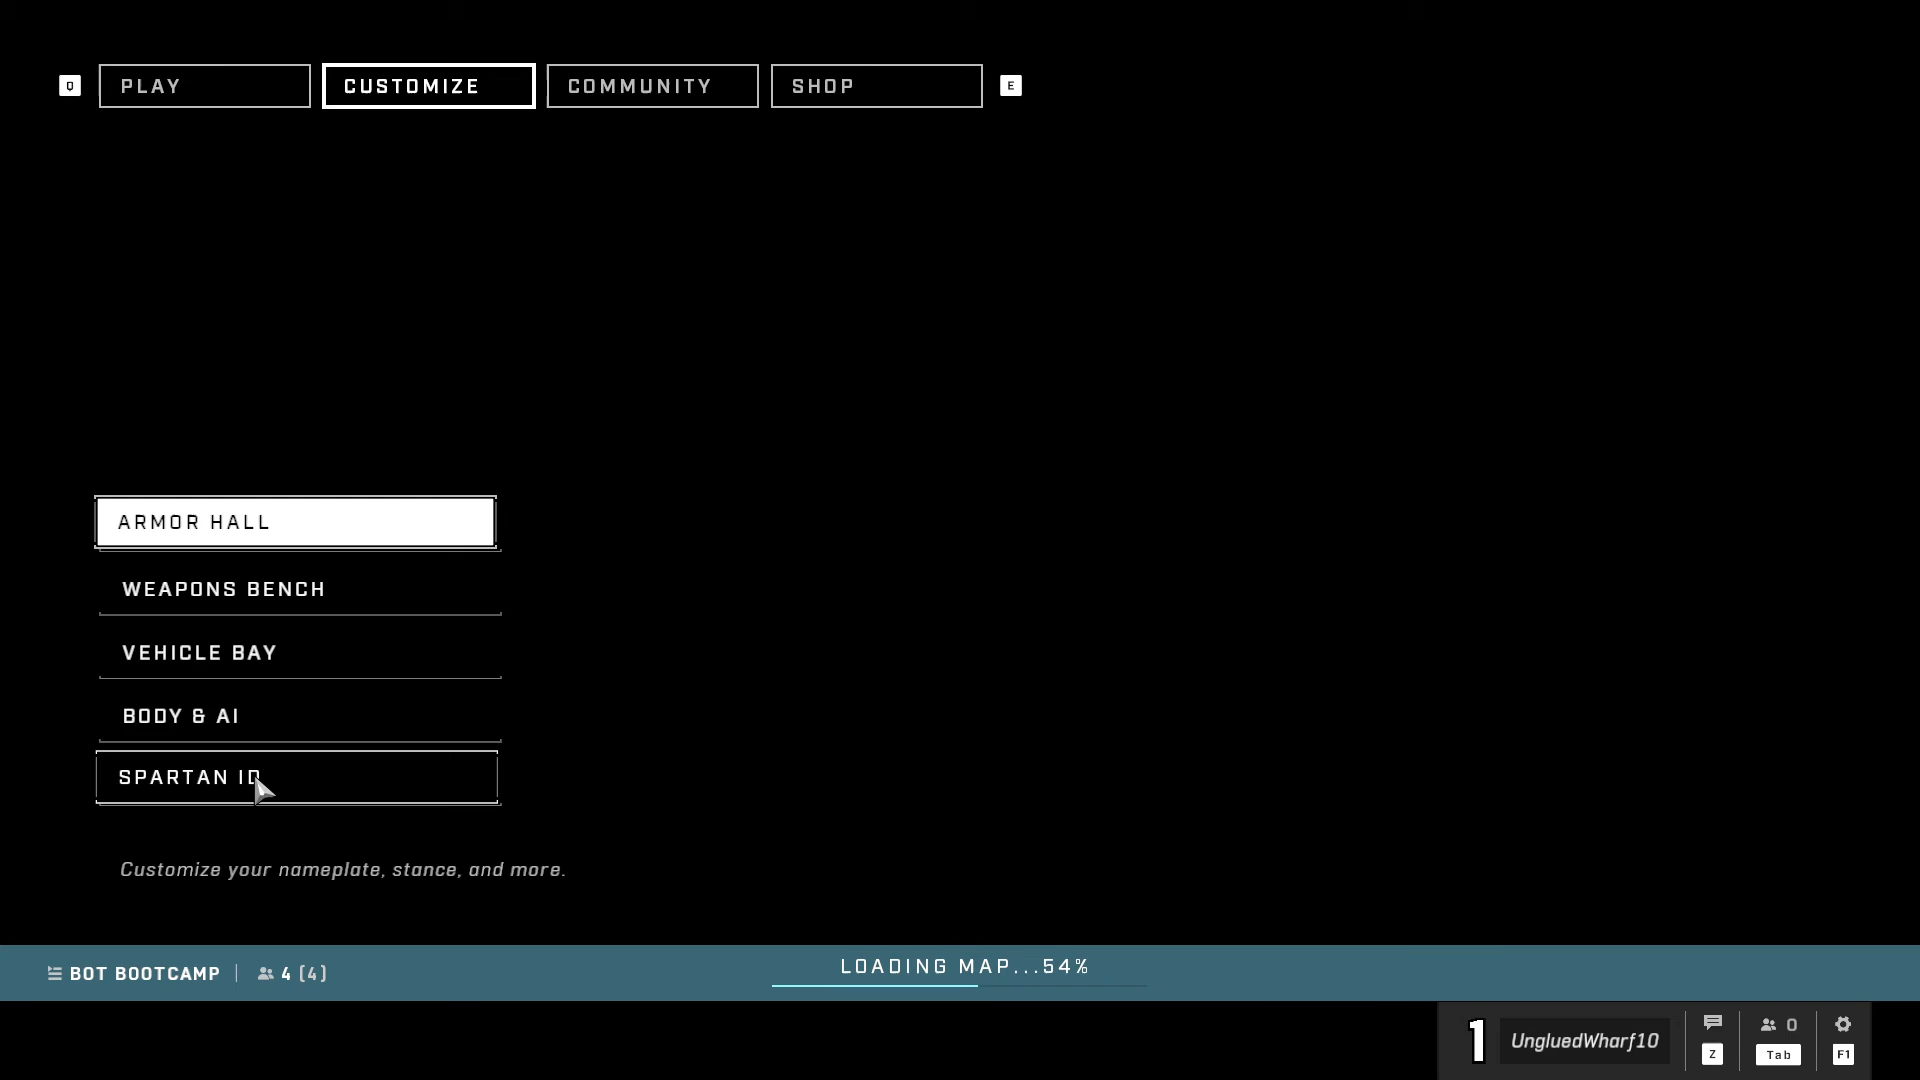 Q PLAY CUSTOMIZE COMMUNITY SHOP E
ARMOR HALL
WEAPONS BENCH
VEHICLE BAY
BODY & AI
SPARTAN ID
Customize your nameplate, stance, and more.
BOT BOOTCAMP 4 (4) LOADING MAP...54%
1 UngluedWharf10 0
Z Tab F1